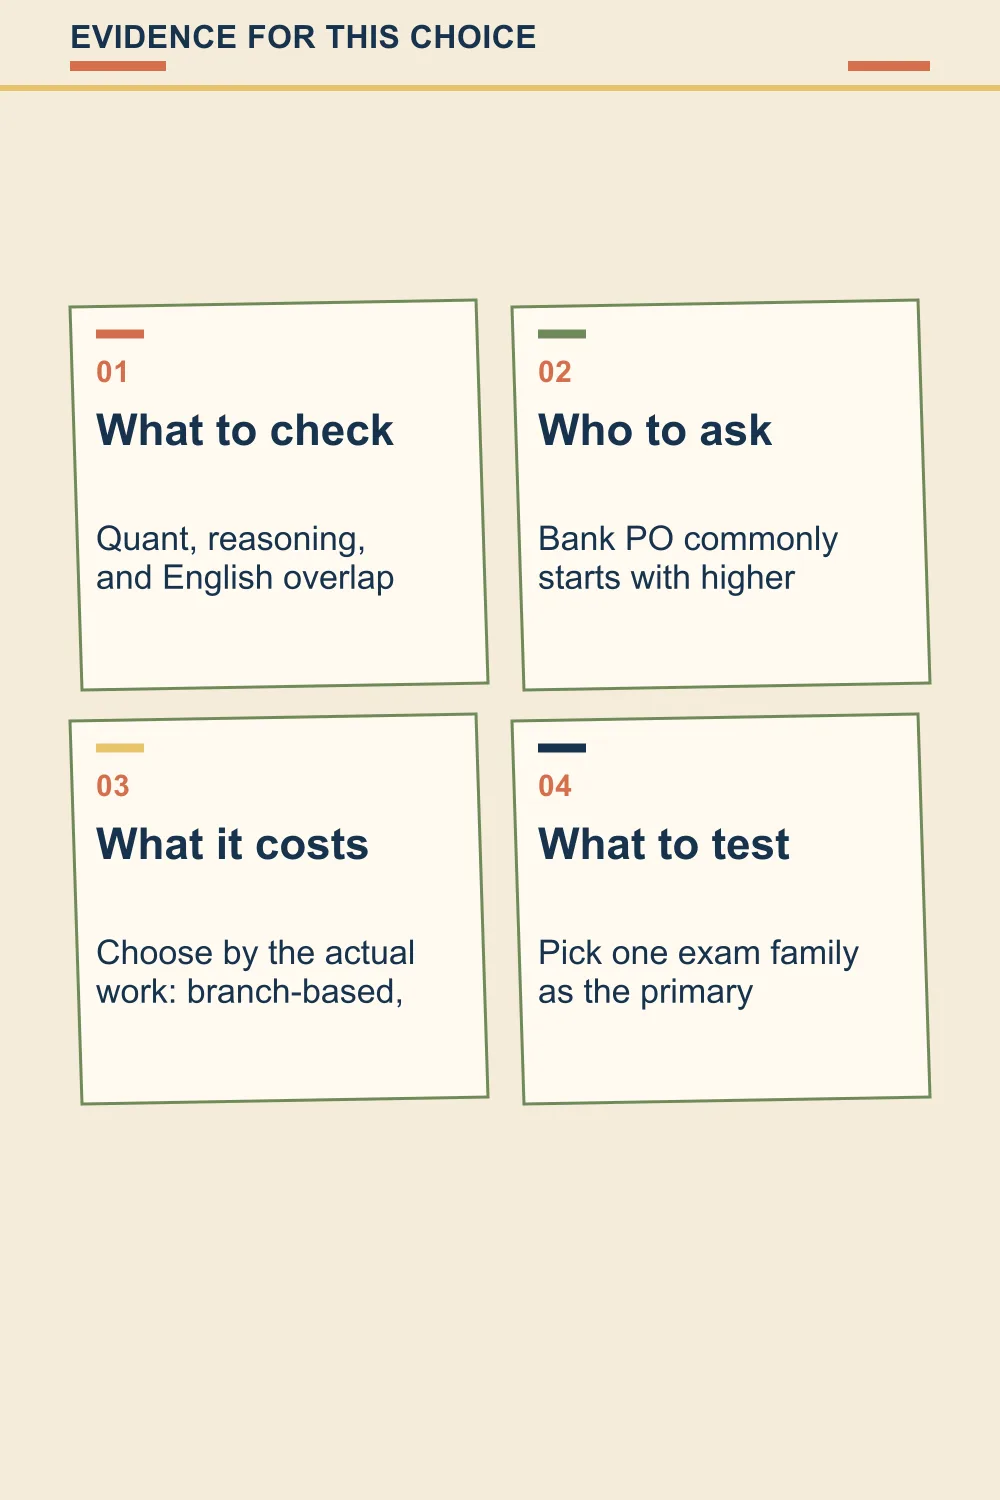 EVIDENCE FOR THIS CHOICE
01
What to check
Quant, reasoning,
and English overlap
02
Who to ask
Bank PO commonly
starts with higher
03
What it costs
Choose by the actual
work: branch-based,
04
What to test
Pick one exam family
as the primary